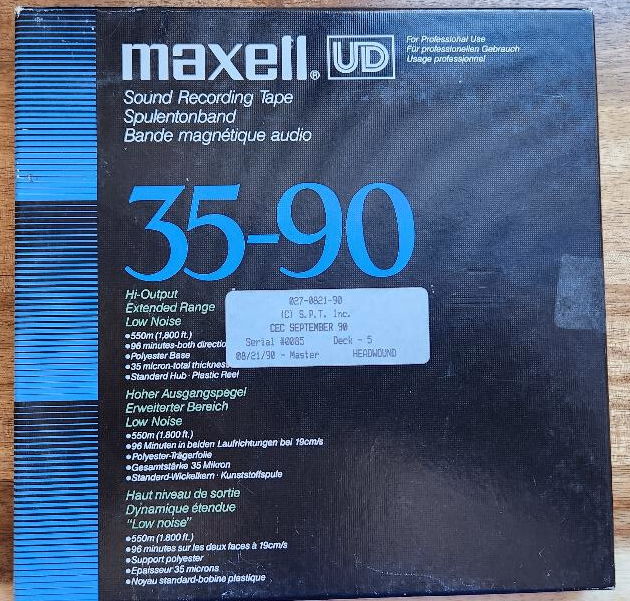 maxell® UD
For Professional Use
Für professionellen Gebrauch
Usage professionnel
Sound Recording Tape
Spulentonband
Bande magnétique audio
35-90
Hi-Output
Extended Range
Low Noise
•550m (1,800 ft.)
•96 minutes-both directio
•Polyester Base
•35 micron-total thickness
•Standard Hub · Plastic Reel
027-0821-90
(C) S.P.T. Inc.
CEC SEPTEMBER 90
Serial #0085 Deck - 5
08/21/90 - Master HEADWOUND
Hoher Ausgangspegel
Erweiterter Bereich
Low Noise
•550m (1.800 ft.)
•96 Minuten in beiden Laufrichtungen bei 19cm/s
•Polyester-Trägerfolie
•Gesamtstärke 35 Mikron
•Standard-Wickelkern · Kunststoffspule
Haut niveau de sortie
Dynamique étendue
"Low noise"
•550m (1.800 ft.)
•96 minutes sur les deux faces à 19cm/s
•Support polyester
•Epaisseur 35 microns
•Noyau standard-bobine plastique